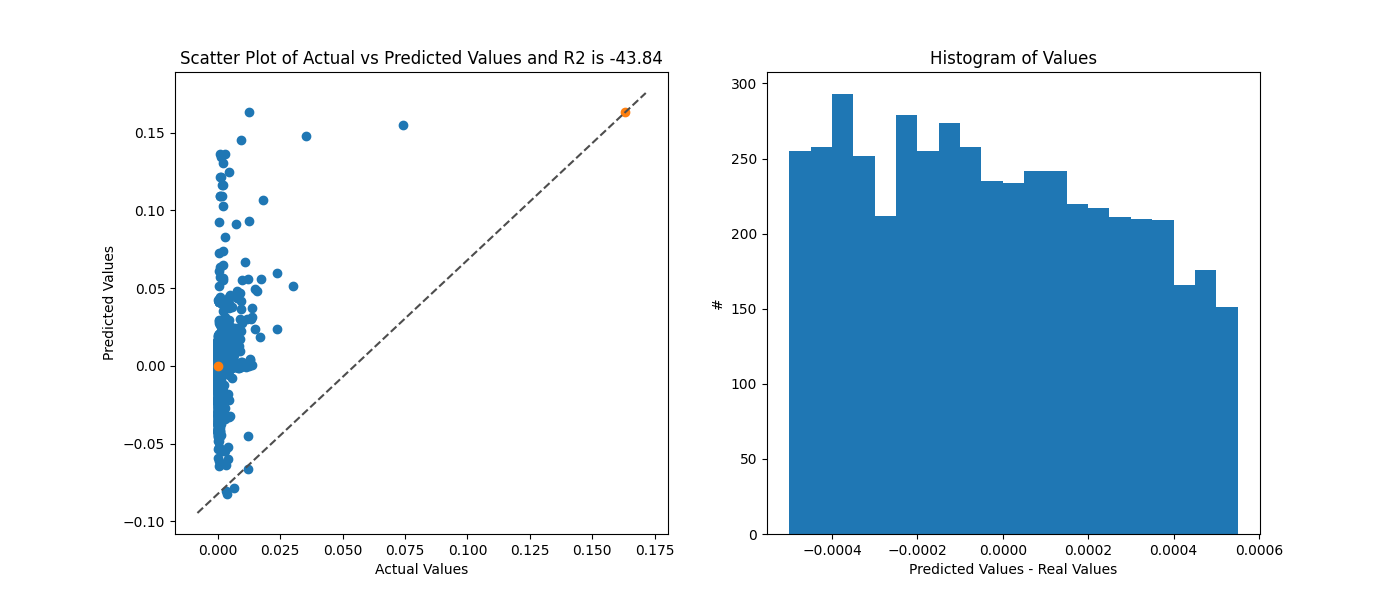 Scatter Plot of Actual vs Predicted Values and R2 is -43.84
Predicted Values
0.15
0.10
0.05
0.00
−0.05
−0.10
0.000 0.025 0.050 0.075 0.100 0.125 0.150 0.175
Actual Values
Histogram of Values
#
300
250
200
150
100
50
0
−0.0004 −0.0002 0.0000 0.0002 0.0004 0.0006
Predicted Values - Real Values